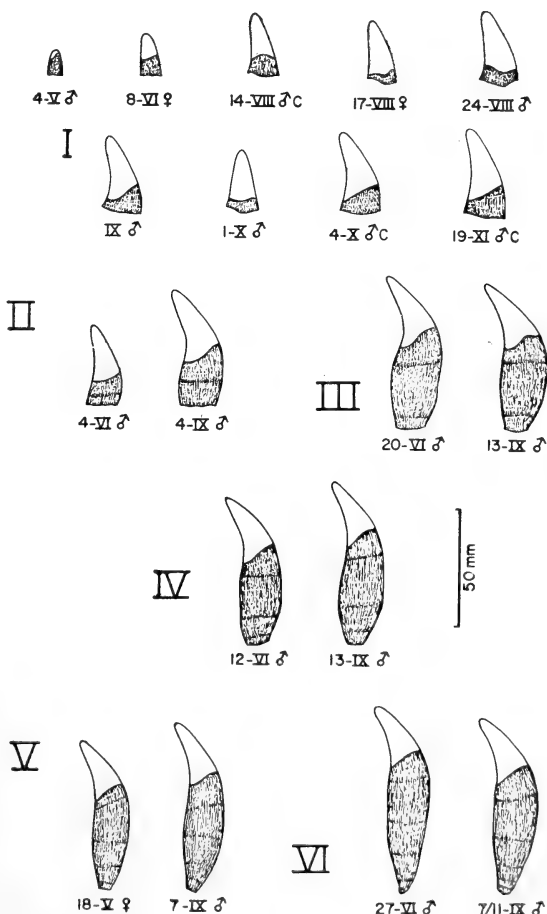 4-V ♂ 8-VI ♀ 14-VIII ♂ C 17-VIII ♀ 24-VIII ♂
I
IX ♂ 1-X ♂ 4-X ♂ C 19-XI ♂ C
II
4-VI ♂ 4-IX ♂
III
20-VI ♂ 13-IX ♂
IV
50 mm
12-VI ♂ 13-IX ♂
V
18-V ♀ 7-IX ♂
VI
27-VI ♂ 7/11-IX ♂